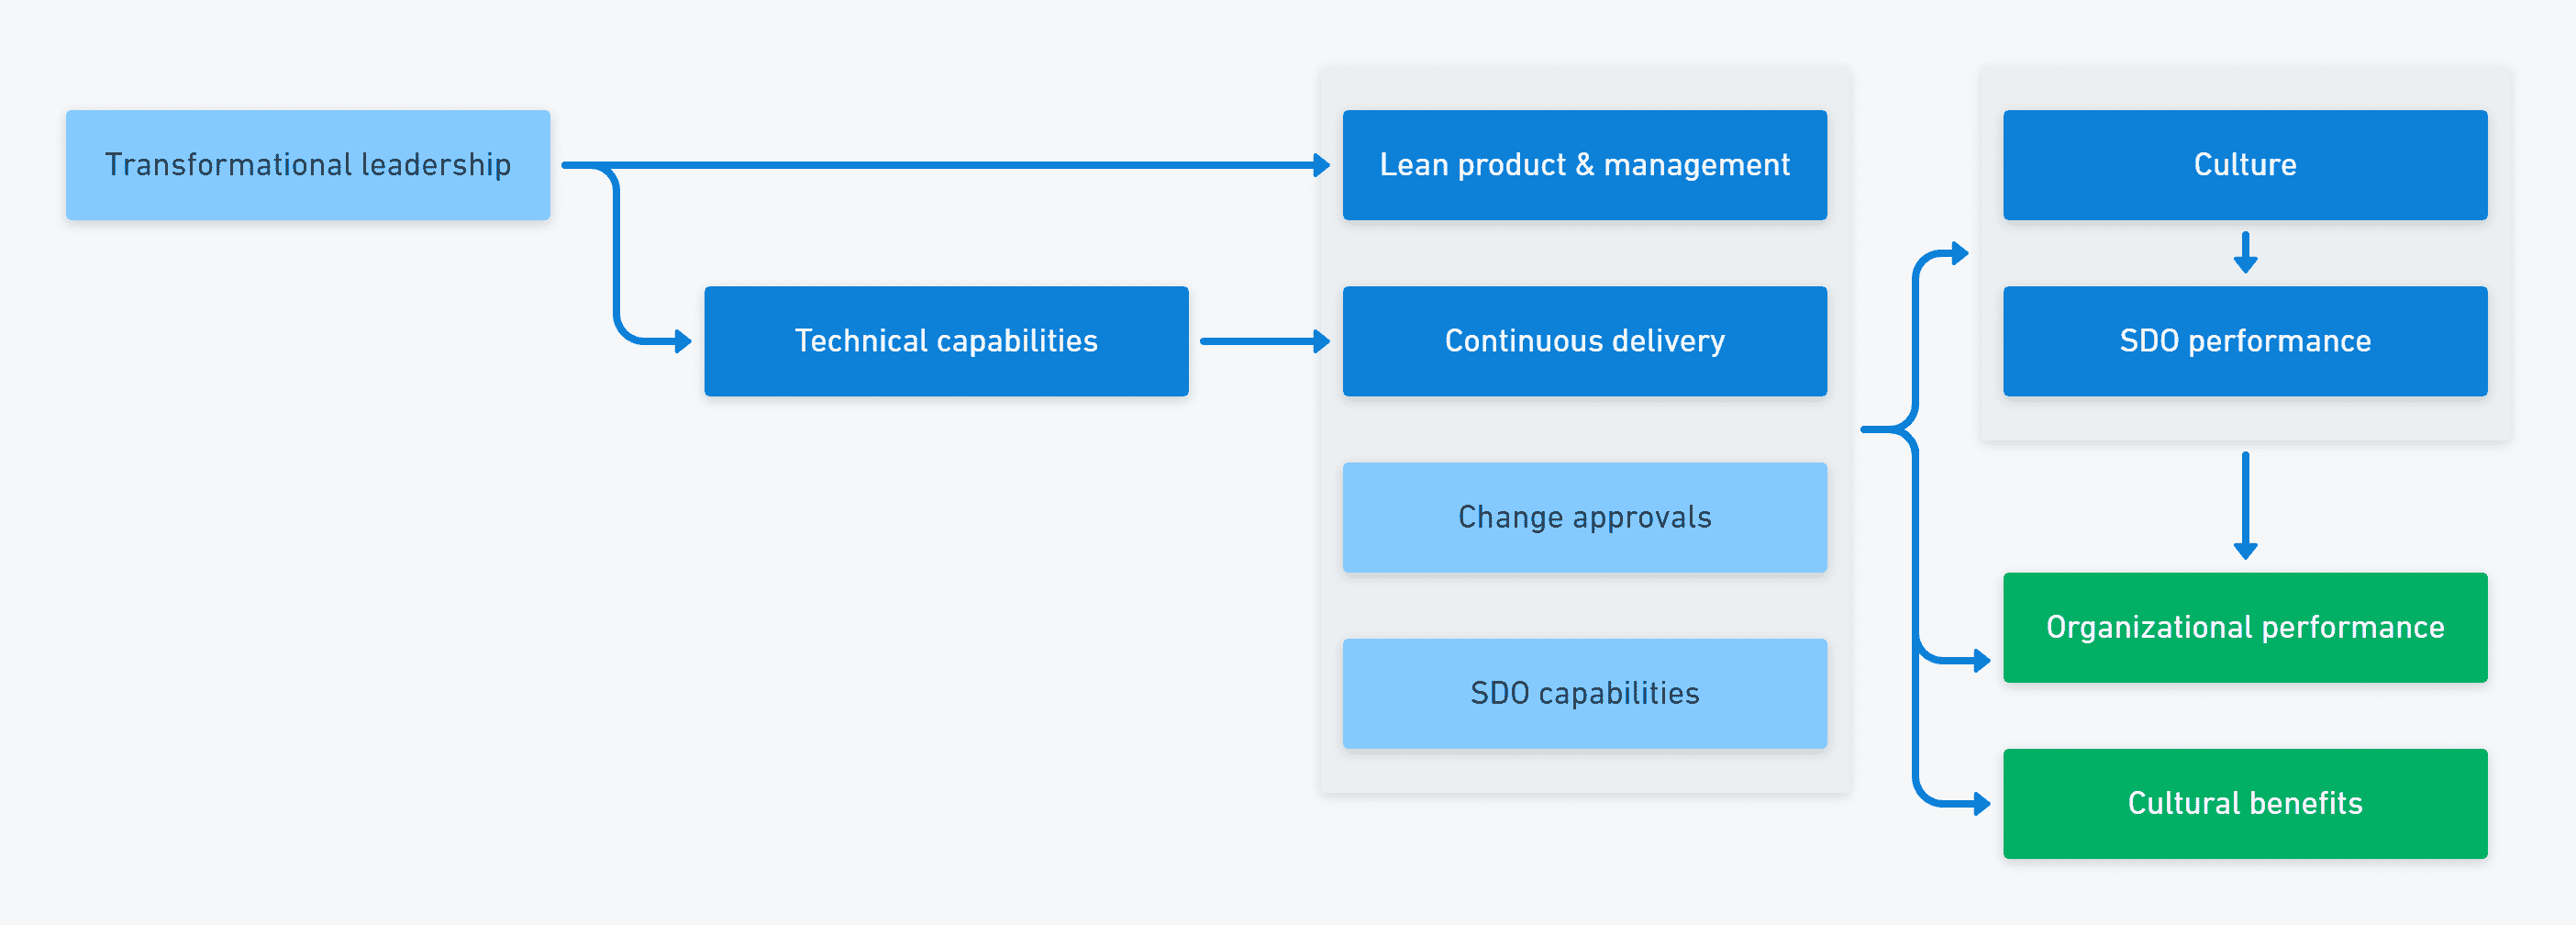 Transformational leadership
Technical capabilities
Lean product & management
Continuous delivery
Change approvals
SDO capabilities
Culture
SDO performance
Organizational performance
Cultural benefits